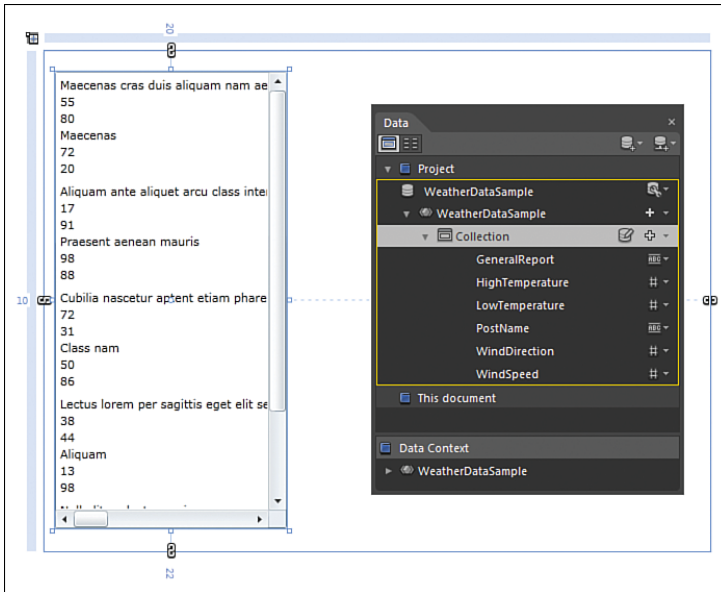 20
Maecenas cras duis aliquam nam ae
55
80
Maecenas
72
20
Aliquam ante aliquet arcu class inte
17
91
Praesent aenean mauris
98
88
Cubilia nascetur aptent etiam phare
72
31
Class nam
50
86
Lectus lorem per sagittis eget elit se
38
44
Aliquam
13
98
10
22
Data
Project
WeatherDataSample
WeatherDataSample
Collection
GeneralReport
ABC
HighTemperature
LowTemperature
PostName
ABC
WindDirection
WindSpeed
This document
Data Context
WeatherDataSample